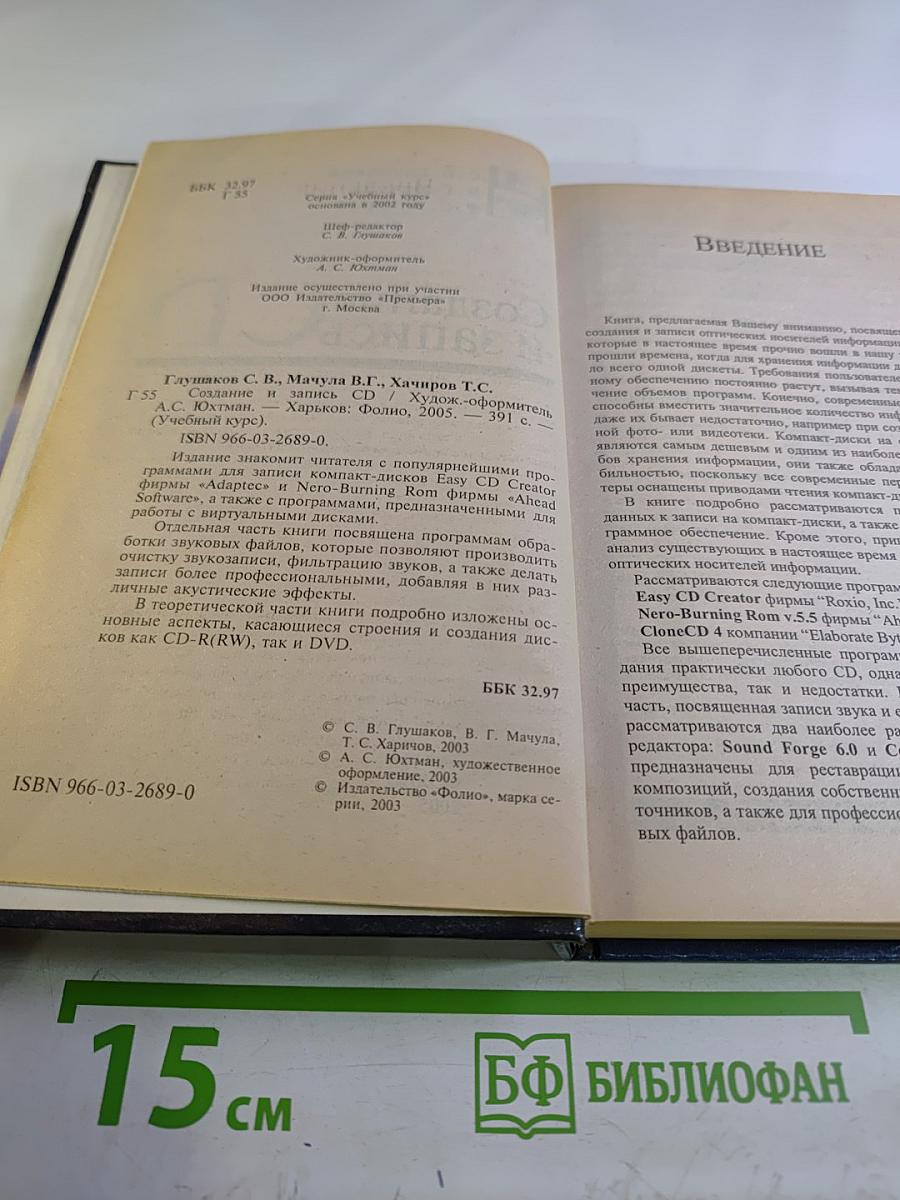 ББК 32.97
Г 55
Серия «Учебный курс»
основана в 2002 году
Шеф-редактор
С. В. Глушаков
Художник-оформитель
А. С. Юхтман
Издание осуществлено при участии
ООО Издательство «Премьера»
г. Москва
Глушаков С. В., Мачула В.Г., Хачиров Т.С.
Г 55 Создание и запись CD / Худож.-оформитель
А.С. Юхтман. — Харьков: Фолио, 2005. — 391 с. —
(Учебный курс).
ISBN 966-03-2689-0.
Издание знакомит читателя с популярнейшими про-
граммами для записи компакт-дисков Easy CD Creator
фирмы «Adaptec» и Nero-Burning Rom фирмы «Ahead
Software», а также с программами, предназначенными для
работы с виртуальными дисками.
Отдельная часть книги посвящена программам обра-
ботки звуковых файлов, которые позволяют производить
очистку звукозаписи, фильтрацию звуков, а также делать
записи более профессиональными, добавляя в них раз-
личные акустические эффекты.
В теоретической части книги подробно изложены ос-
новные аспекты, касающиеся строения и создания дис-
ков как CD-R(RW), так и DVD.
ББК 32.97
© С. В. Глушаков, В. Г. Мачула,
Т. С. Харичов, 2003
© А. С. Юхтман, художественное
оформление, 2003
© Издательство «Фолио», марка се-
рии, 2003
ISBN 966-03-2689-0
Введение
Книга, предлагаемая Вашему вниманию, посвящен
создания и записи оптических носителей информаци
которые в настоящее время прочно вошли в нашу
прошли времена, когда для хранения информации д
ло всего одной дискеты. Требования пользователе
ному обеспечению постоянно растут, вызывая тем
чение объемов программ. Конечно, современные
способны вместить значительное количество инф
даже их бывает недостаточно, например при соз
ной фото- или видеотеки. Компакт-диски на
являются самым дешевым и одним из наиболе
бов хранения информации, они также облада
бильностью, поскольку все современные пер
теры оснащены приводами чтения компакт-д
В книге подробно рассматриваются п
данных к записи на компакт-диски, а также
граммное обеспечение. Кроме этого, прив
анализ существующих в настоящее время
оптических носителей информации.
Рассматриваются следующие програм
Easy CD Creator фирмы "Roxio, Inc."
Nero-Burning Rom v.5.5 фирмы "Ah
CloneCD 4 компании "Elaborate Byt
Все вышеперечисленные програм
дания практически любого CD, одна
преимущества, так и недостатки.
часть, посвященная записи звука и е
рассматриваются два наиболее ра
редактора: Sound Forge 6.0 и Co
предназначены для реставраци
композиций, создания собственн
точников, а также для профессио
вых файлов.
15 см
БФ БИБЛИОФАН